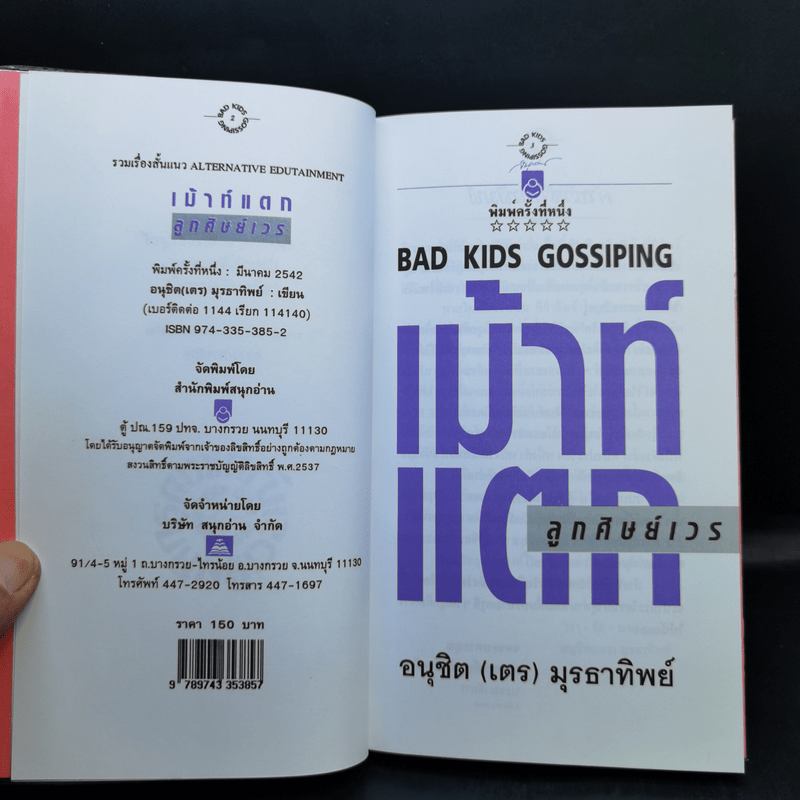 BAD KIDS GOSSIPING
2
รวมเรื่องสั้นแนว ALTERNATIVE EDUTAINMENT
เม้าท์แตก
ลูกศิษย์เวร
พิมพ์ครั้งที่หนึ่ง : มีนาคม 2542
อนุชิต(เตร) มุรธาทิพย์ : เขียน
(เบอร์ติดต่อ 1144 เรียก 114140)
ISBN 974-335-385-2
จัดพิมพ์โดย
สำนักพิมพ์สนุกอ่าน
ตู้ ปณ.159 ปทจ. บางกรวย นนทบุรี 11130
โดยได้รับอนุญาตจัดพิมพ์จากเจ้าของลิขสิทธิ์อย่างถูกต้องตามกฎหมาย
สงวนสิทธิ์ตามพระราชบัญญัติลิขสิทธิ์ พ.ศ.2537
จัดจำหน่ายโดย
บริษัท สนุกอ่าน จำกัด
91/4-5 หมู่ 1 ถ.บางกรวย-ไทรน้อย อ.บางกรวย จ.นนทบุรี 11130
โทรศัพท์ 447-2920 โทรสาร 447-1697
ราคา 150 บาท
9 789743 353857
BAD KIDS GOSSIPING
3
พิมพ์ครั้งที่หนึ่ง
☆☆☆☆☆
BAD KIDS GOSSIPING
เม้าท์
แตก
ลูกศิษย์เวร
อนุชิต (เตร) มุรธาทิพย์